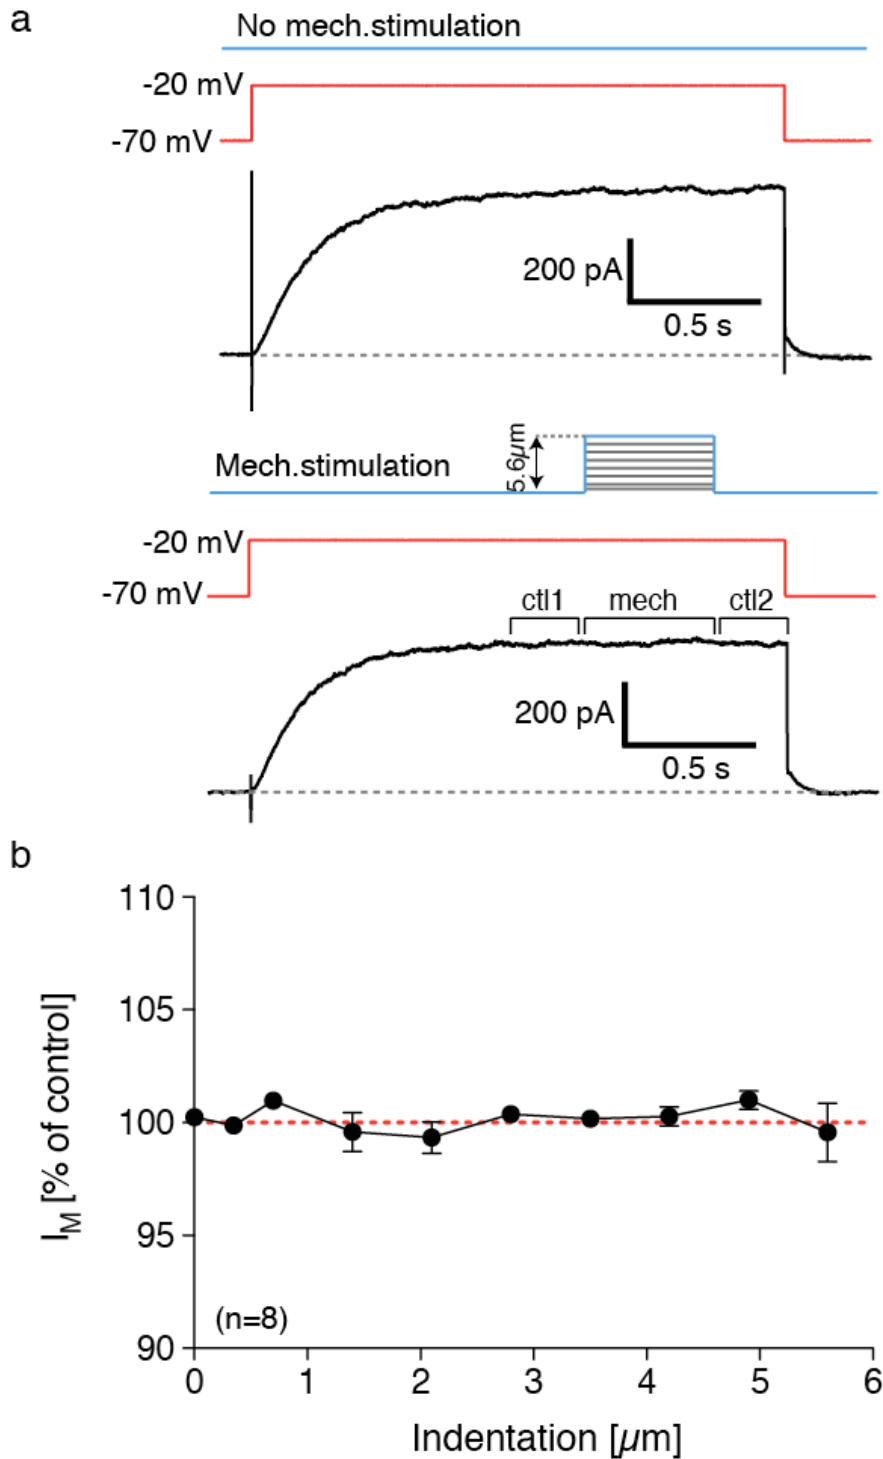 a
No mech.stimulation
-20 mV
-70 mV
200 pA
0.5 s
5.6µm
Mech.stimulation
-20 mV
-70 mV
ctl1 mech ctl2
200 pA
0.5 s
b
110
105
100
95
90
I_M [% of control]
(n=8)
0 1 2 3 4 5 6
Indentation [µm]